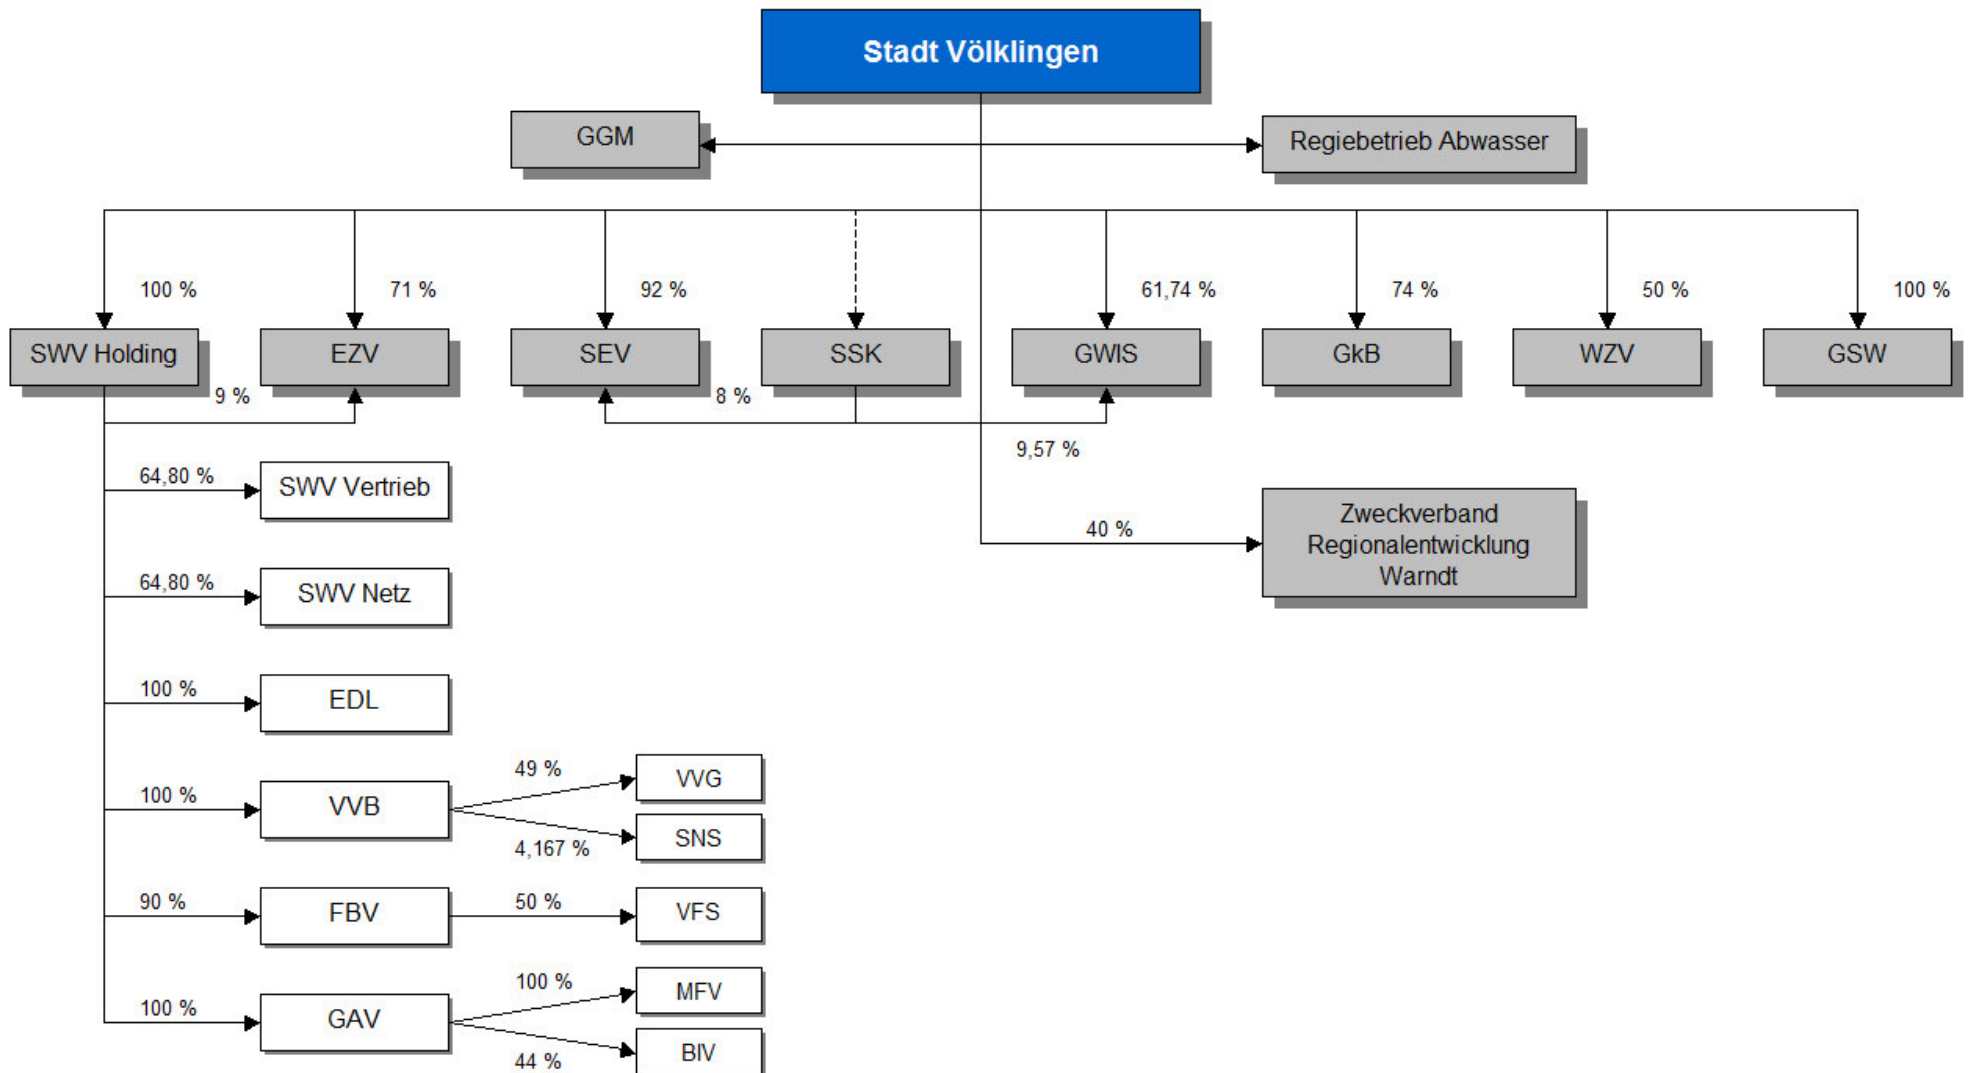 Stadt Völklingen
GGM
Regiebetrieb Abwasser
100 %
71 %
92 %
61,74 %
74 %
50 %
100 %
SWV Holding
EZV
SEV
SSK
GWIS
GkB
WZV
GSW
9 %
8 %
9,57 %
64,80 %
SWV Vertrieb
40 %
Zweckverband
Regionalentwicklung
Warndt
64,80 %
SWV Netz
100 %
EDL
100 %
VVB
49 %
VVG
4,167 %
SNS
90 %
FBV
50 %
VFS
100 %
GAV
100 %
MFV
44 %
BIV